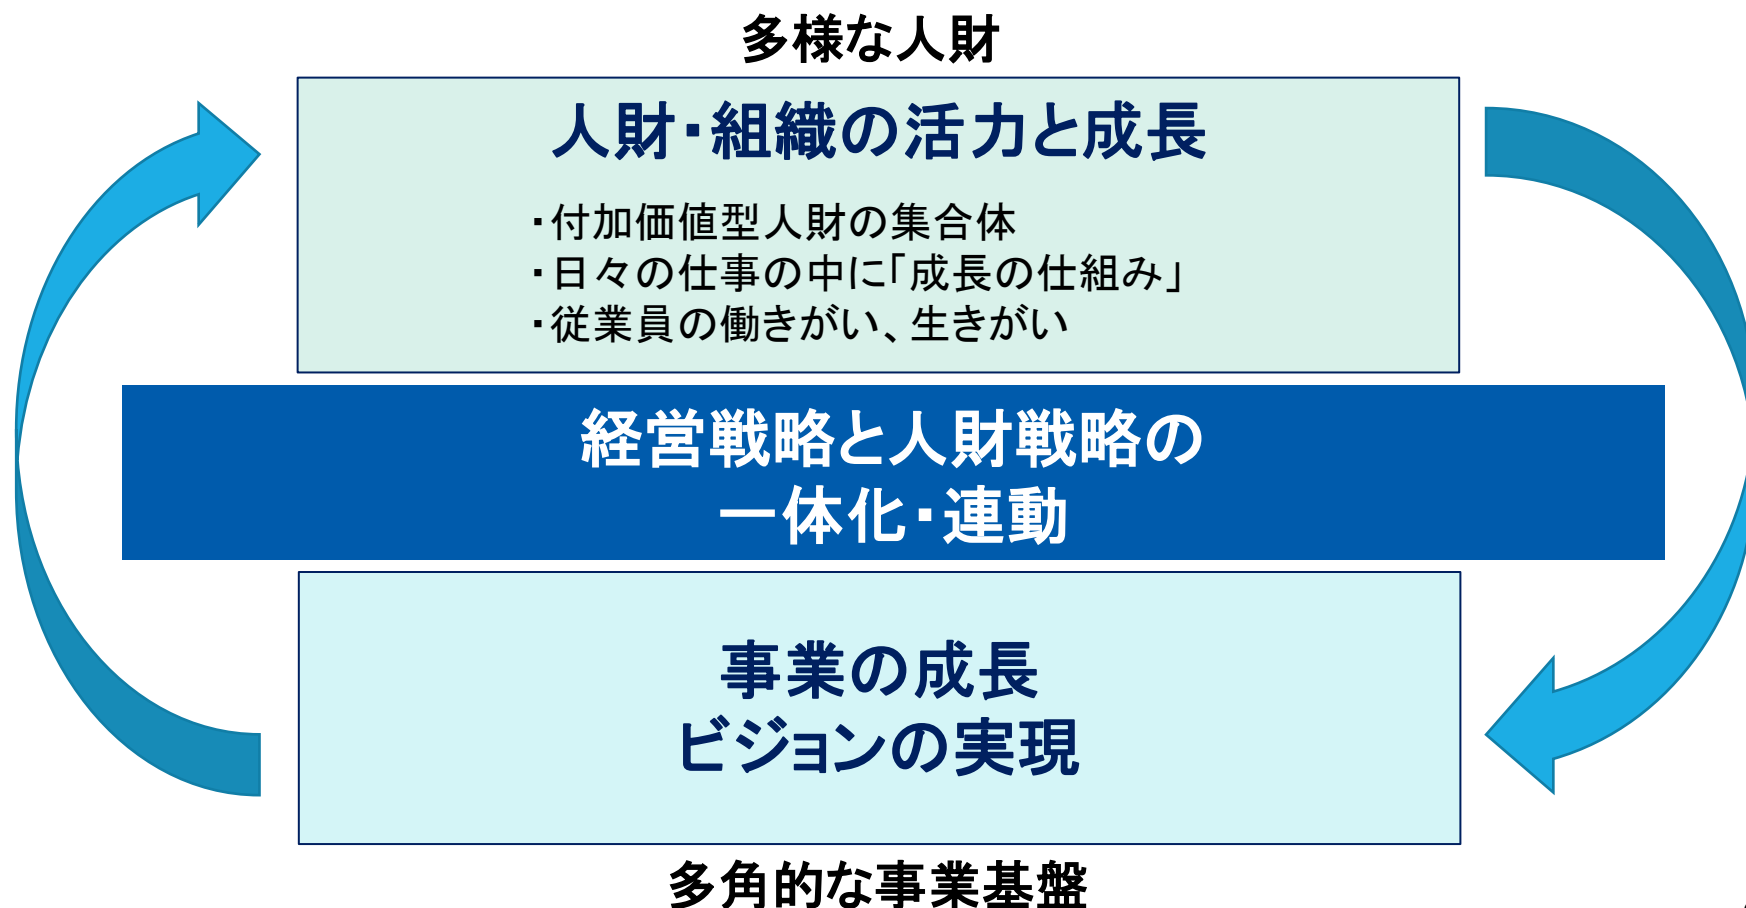 多様な人財
人財・組織の活力と成長
・付加価値型人財の集合体
・日々の仕事の中に「成長の仕組み」
・従業員の働きがい、生きがい
経営戦略と人財戦略の
一体化・連動
事業の成長
ビジョンの実現
多角的な事業基盤